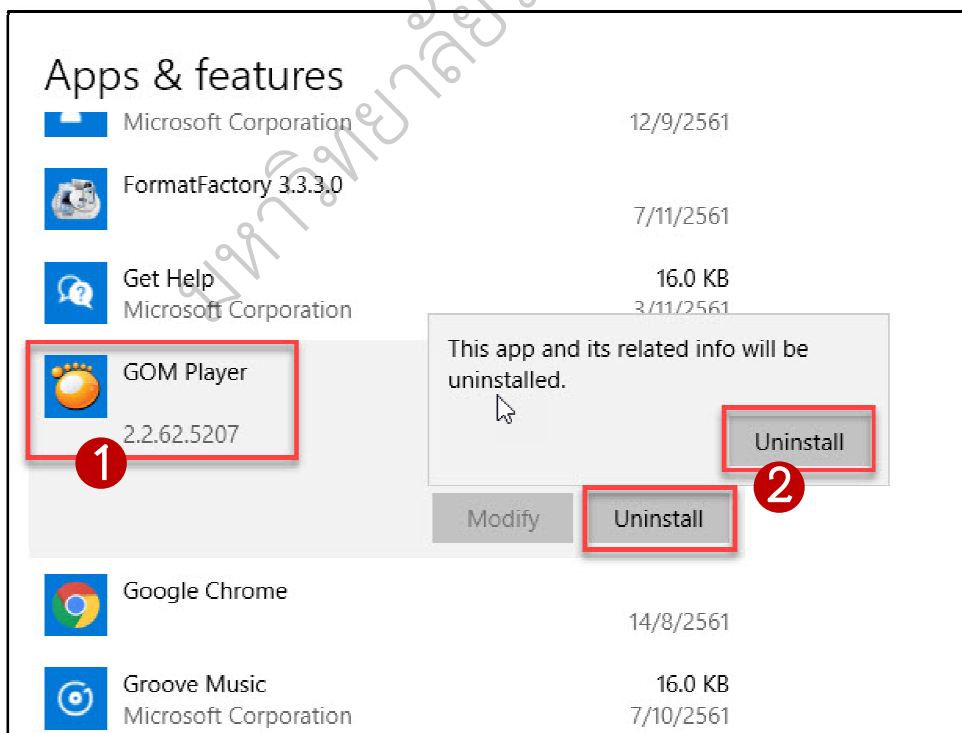 Apps & features
Microsoft Corporation 12/9/2561
FormatFactory 3.3.3.0
7/11/2561
Get Help 16.0 KB
Microsoft Corporation 3/11/2561
This app and its related info will be
uninstalled.
GOM Player
2.2.62.5207
Uninstall
1
2
Modify Uninstall
Google Chrome
14/8/2561
Groove Music 16.0 KB
Microsoft Corporation 7/10/2561